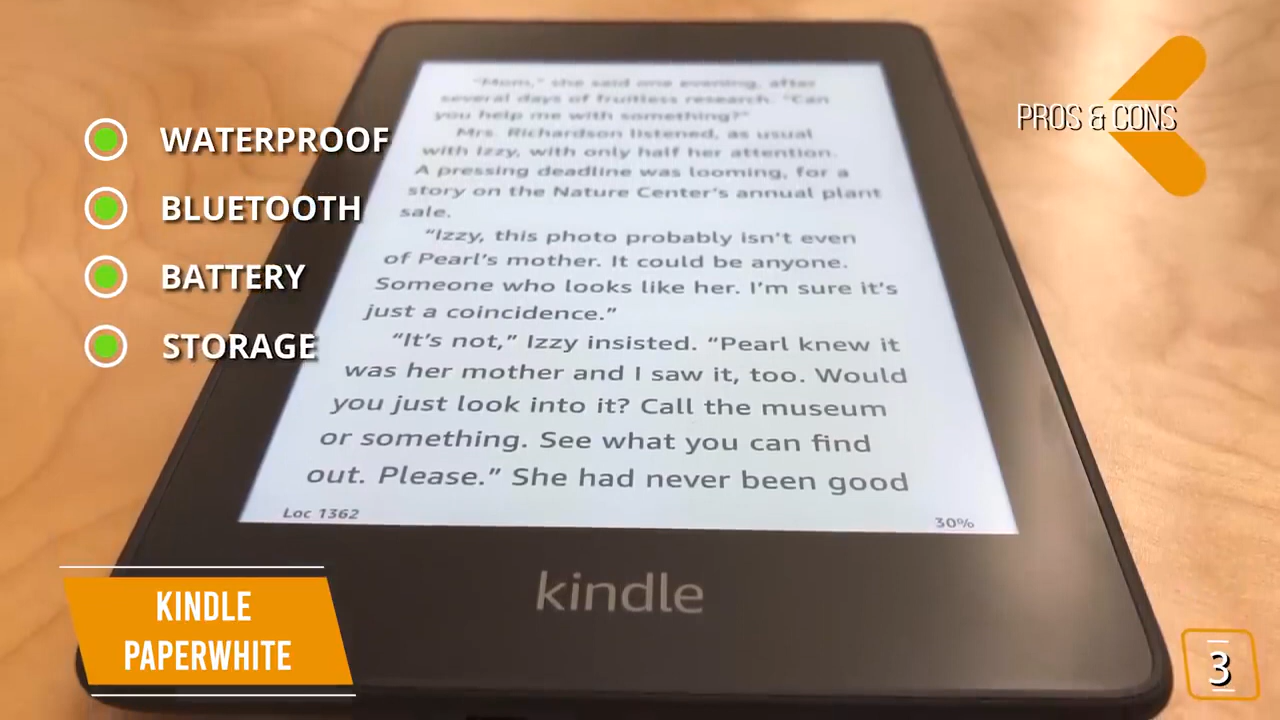 PROS & CONS
WATERPROOF
BLUETOOTH
BATTERY
STORAGE
"Mom," she said one evening, after
several days of fruitless research. "Can
you help me with something?"
Mrs. Richardson listened, as usual
with Izzy, with only half her attention.
A pressing deadline was looming, for a
story on the Nature Center's annual plant
sale.
"Izzy, this photo probably isn't even
of Pearl's mother. It could be anyone.
Someone who looks like her. I'm sure it's
just a coincidence."
"It's not," Izzy insisted. "Pearl knew it
was her mother and I saw it, too. Would
you just look into it? Call the museum
or something. See what you can find
out. Please." She had never been good
Loc 1362
30%
kindle
KINDLE
PAPERWHITE
3